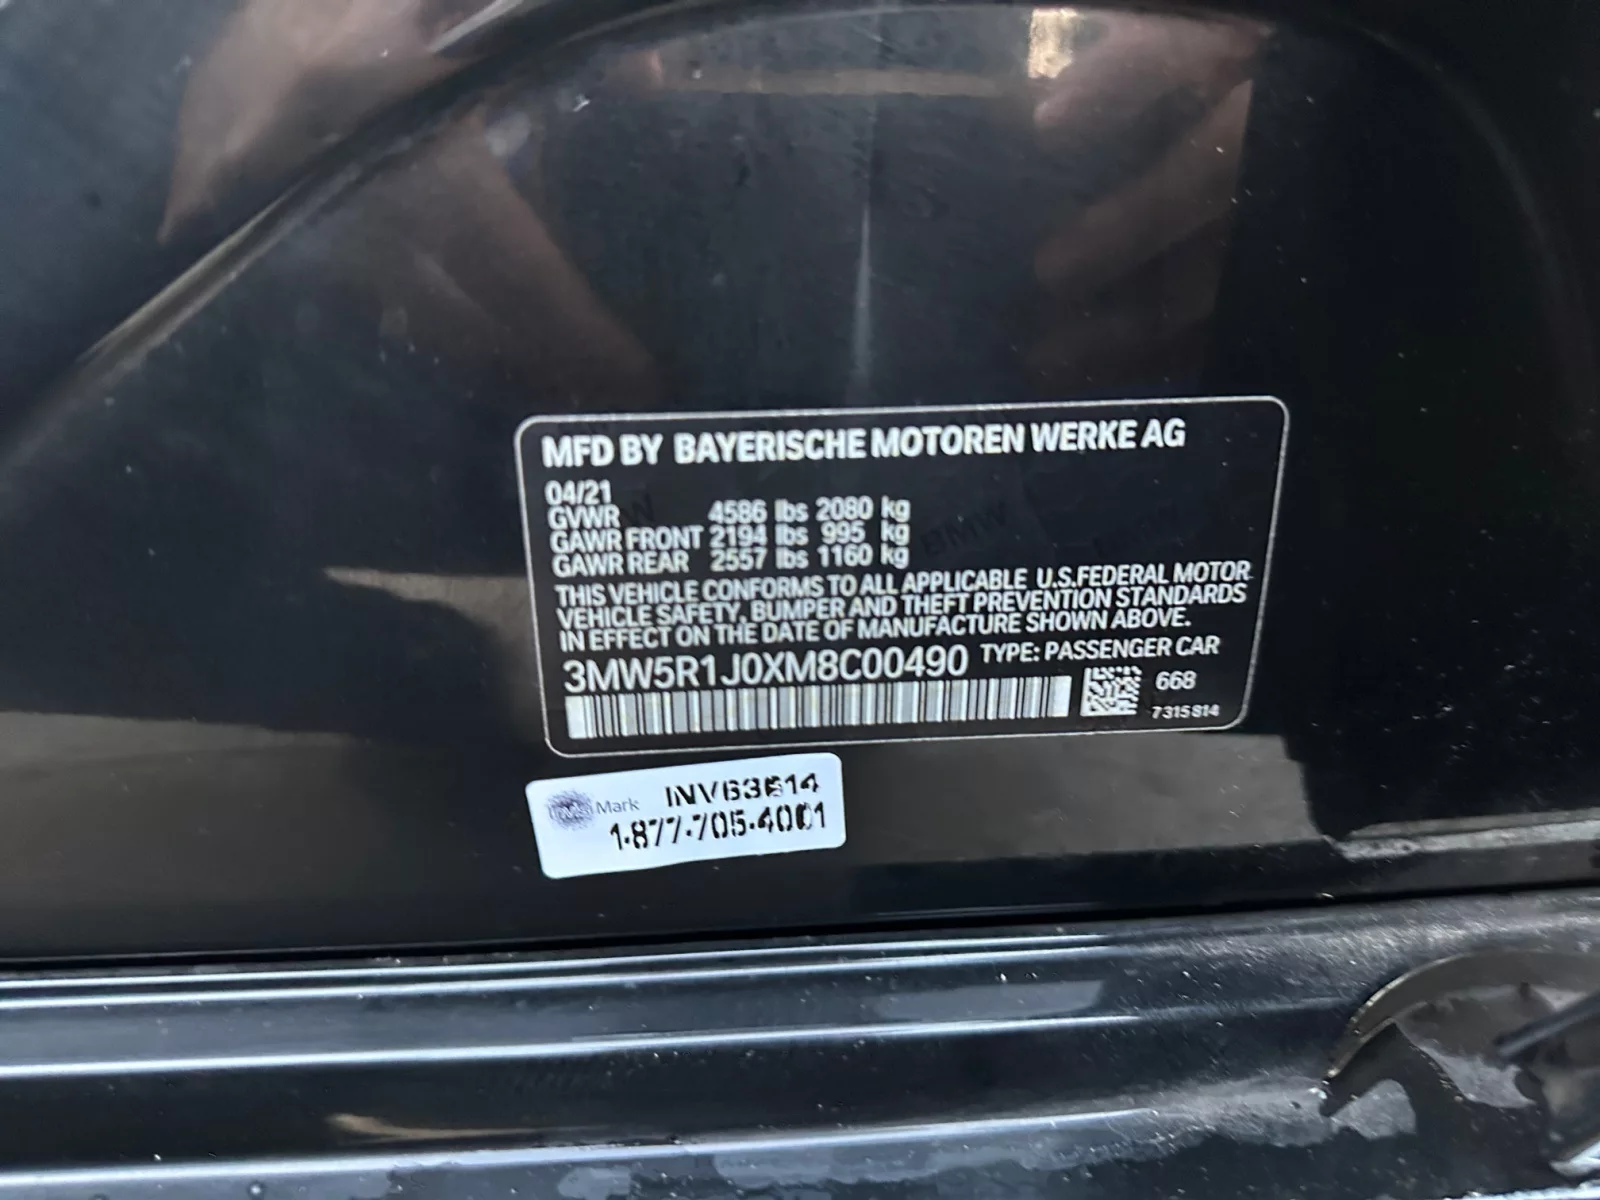 MFD BY BAYERISCHE MOTOREN WERKE AG
04/21
GVWR 4586 lbs 2080 kg
GAWR FRONT 2194 lbs 995 kg
GAWR REAR 2557 lbs 1160 kg
THIS VEHICLE CONFORMS TO ALL APPLICABLE U.S.FEDERAL MOTOR
VEHICLE SAFETY, BUMPER AND THEFT PREVENTION STANDARDS
IN EFFECT ON THE DATE OF MANUFACTURE SHOWN ABOVE.
3MW5R1J0XM8C00490 TYPE: PASSENGER CAR
668
7315814
Mark
1-877-705-4001